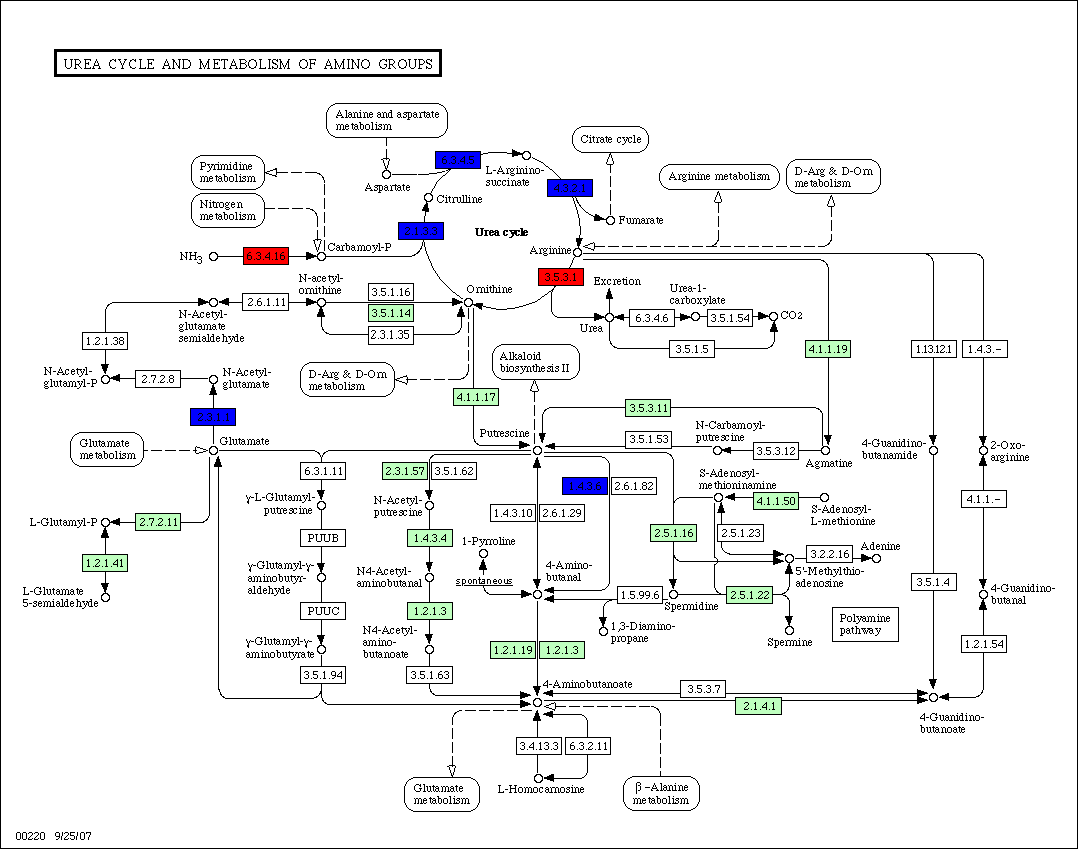 UREA CYCLE AND METABOLISM OF AMINO GROUPS
Alanine and aspartate
metabolism
Citrate cycle
Pyrimidine
metabolism
6.3.4.5
L-Arginino-
succinate
Arginine metabolism
D-Arg & D-Orn
metabolism
Aspartate
4.3.2.1
Nitrogen
metabolism
Citrulline
Fumarate
2.1.3.3
Urea cycle
Carbamoyl-P
Arginine
NH3
6.3.4.16
3.5.3.1
N-acetyl-
ornithine
Ornithine
Excretion
Urea-1-
carboxylate
3.5.1.16
2.6.1.11
3.5.1.14
2.3.1.35
N-Acetyl-
glutamate
semialdehyde
Urea
6.3.4.6
3.5.1.54
CO2
1.2.1.38
3.5.1.5
4.1.1.19
1.13.12.1
1.4.3.-
N-Acetyl-
glutamyl-P
2.7.2.8
N-Acetyl-
glutamate
D-Arg & D-Orn
metabolism
Alkaloid
biosynthesis II
4.1.1.17
2.3.1.1
3.5.3.11
Glutamate
metabolism
Glutamate
Putrescine
3.5.1.53
N-Carbamoyl-
putrescine
3.5.3.12
Agmatine
4-Guanidino-
butanamide
2-Oxo-
arginine
6.3.1.11
2.3.1.57
3.5.1.62
1.4.3.6
2.6.1.82
S-Adenosyl-
methioninamine
4.1.1.50
S-Adenosyl-
L-methionine
4.1.1.-
γ-L-Glutamyl-
putrescine
N-Acetyl-
putrescine
1.4.3.10
2.6.1.29
L-Glutamyl-P
2.7.2.11
PUUB
1.4.3.4
1-Pyrroline
2.5.1.16
2.5.1.23
3.2.2.16
Adenine
1.2.1.41
γ-Glutamyl-γ-
aminobutyr-
aldehyde
N4-Acetyl-
aminobutanal
spontaneous
4-Amino-
butanal
5'-Methylthio-
adenosine
3.5.1.4
L-Glutamate
5-semialdehyde
PUUC
1.2.1.3
1.5.99.6
Spermidine
2.5.1.22
4-Guanidino-
butanal
1,3-Diamino-
propane
Spermine
Polyamine
pathway
γ-Glutamyl-γ-
aminobutyrate
N4-Acetyl-
amino-
butanoate
1.2.1.19
1.2.1.3
1.2.1.54
3.5.1.94
3.5.1.63
4-Aminobutanoate
3.5.3.7
2.1.4.1
4-Guanidino-
butanoate
3.4.13.3
6.3.2.11
Glutamate
metabolism
L-Homocarnosine
β-Alanine
metabolism
00220 9/25/07